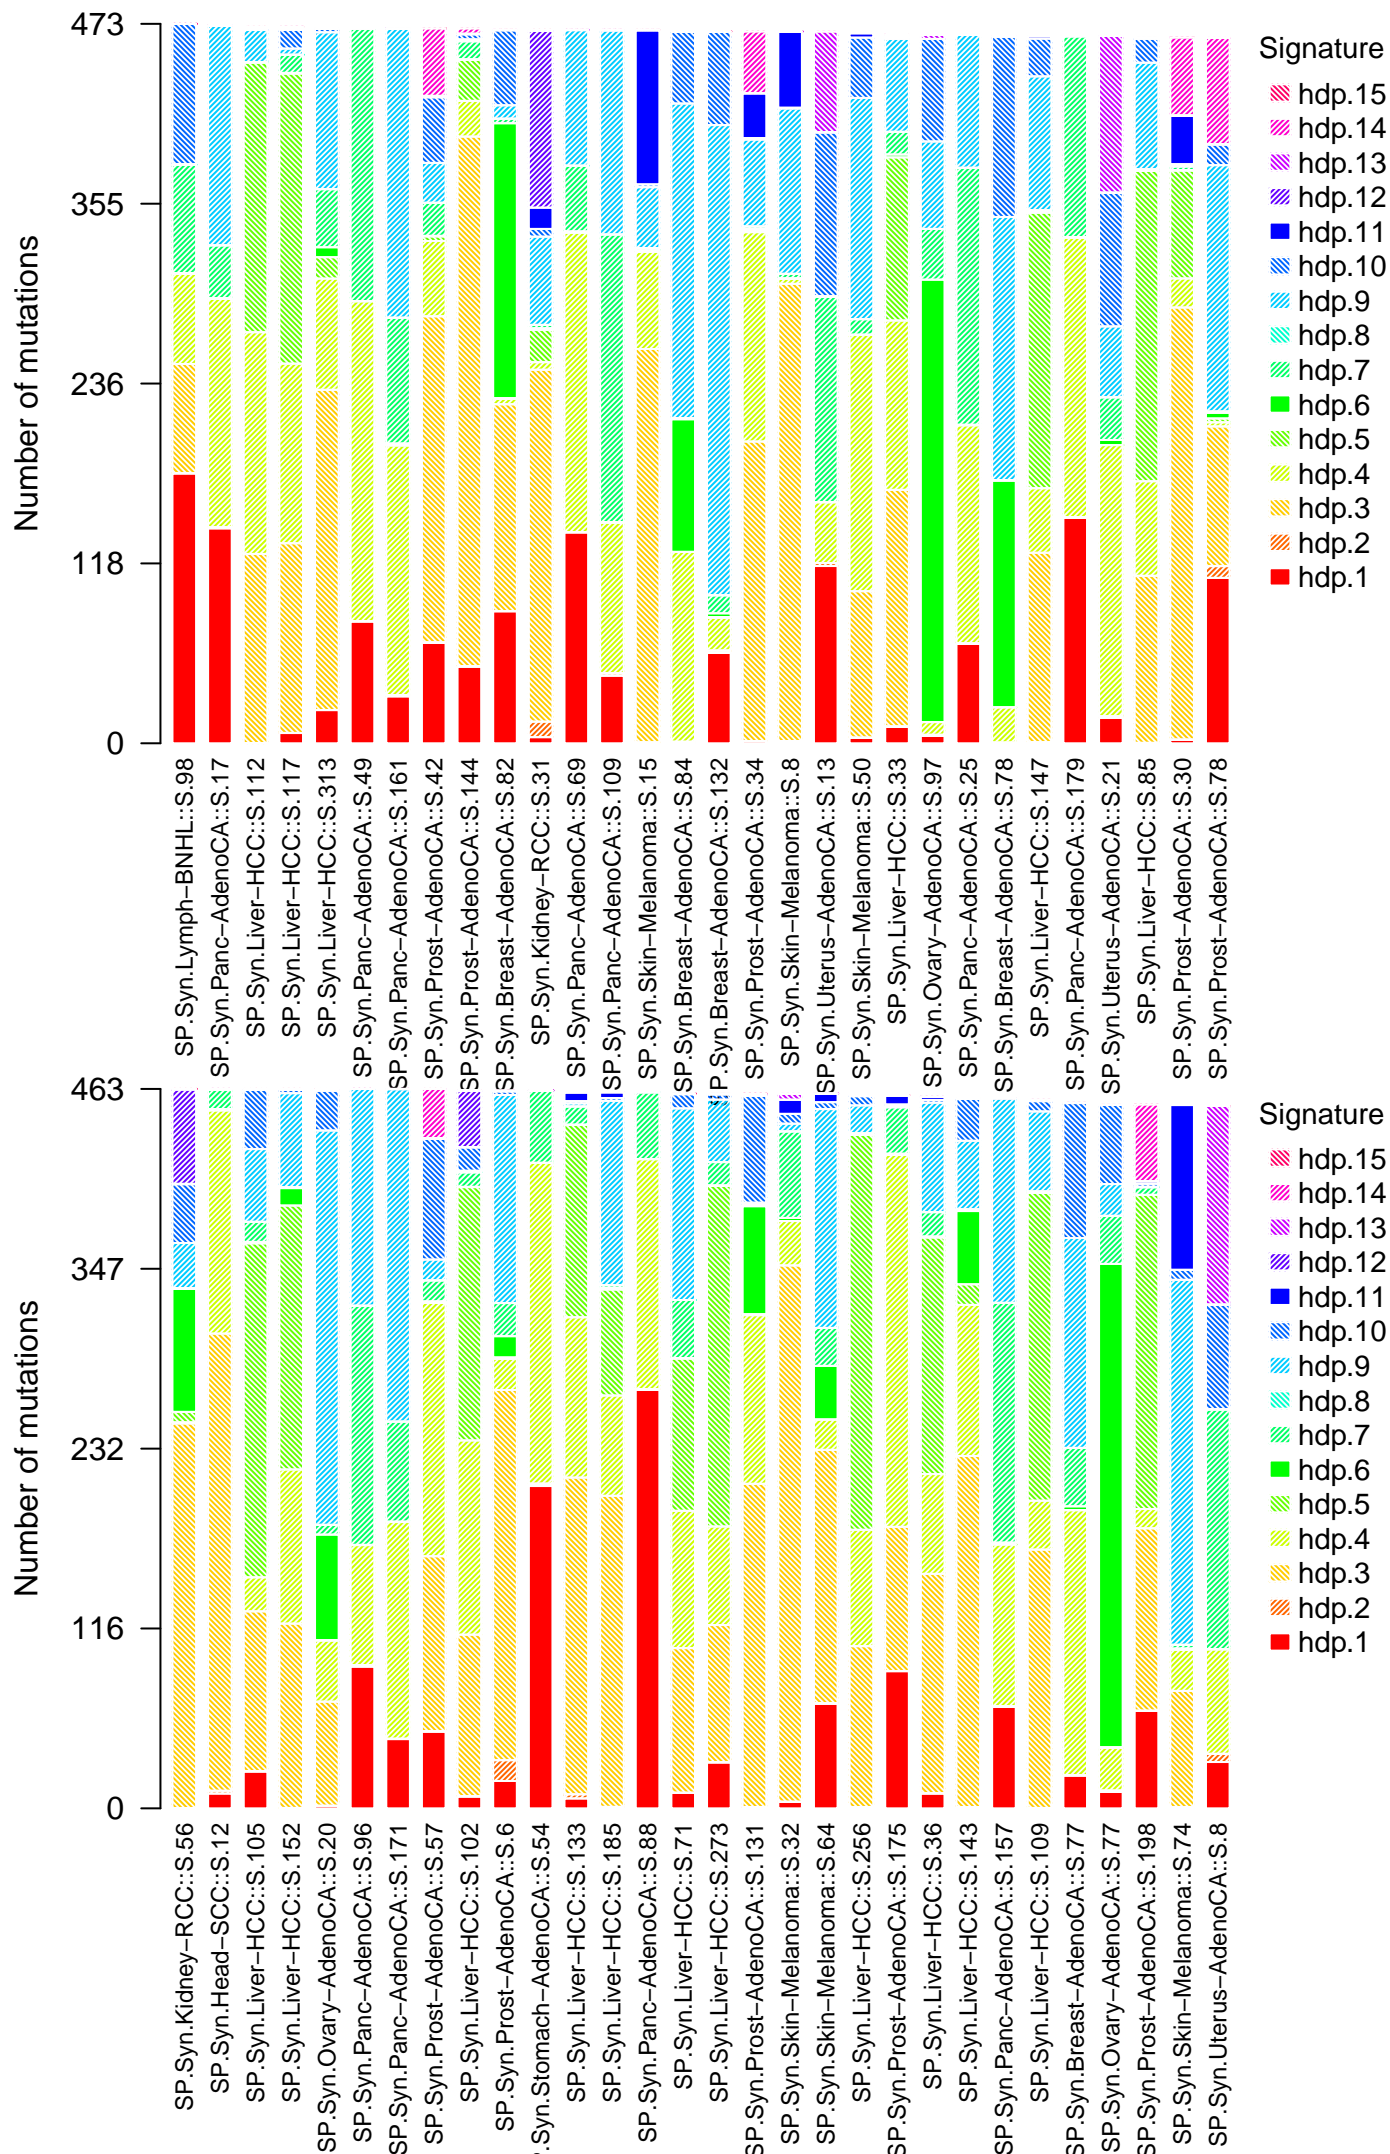 Number of mutations
473
355
236
118
0
Signature
hdp.15
hdp.14
hdp.13
hdp.12
hdp.11
hdp.10
hdp.9
hdp.8
hdp.7
hdp.6
hdp.5
hdp.4
hdp.3
hdp.2
hdp.1
SP.Syn.Lymph−BNHL::S.98
SP.Syn.Panc−AdenoCA::S.17
SP.Syn.Liver−HCC::S.112
SP.Syn.Liver−HCC::S.117
SP.Syn.Liver−HCC::S.313
SP.Syn.Panc−AdenoCA::S.49
SP.Syn.Panc−AdenoCA::S.161
SP.Syn.Prost−AdenoCA::S.42
SP.Syn.Prost−AdenoCA::S.144
SP.Syn.Breast−AdenoCA::S.82
SP.Syn.Kidney−RCC::S.31
SP.Syn.Panc−AdenoCA::S.69
SP.Syn.Panc−AdenoCA::S.109
SP.Syn.Skin−Melanoma::S.15
SP.Syn.Breast−AdenoCA::S.84
P.Syn.Breast−AdenoCA::S.132
SP.Syn.Prost−AdenoCA::S.34
SP.Syn.Skin−Melanoma::S.8
SP.Syn.Uterus−AdenoCA::S.13
SP.Syn.Skin−Melanoma::S.50
SP.Syn.Liver−HCC::S.33
SP.Syn.Ovary−AdenoCA::S.97
SP.Syn.Panc−AdenoCA::S.25
SP.Syn.Breast−AdenoCA::S.78
SP.Syn.Liver−HCC::S.147
SP.Syn.Panc−AdenoCA::S.179
SP.Syn.Uterus−AdenoCA::S.21
SP.Syn.Liver−HCC::S.85
SP.Syn.Prost−AdenoCA::S.30
SP.Syn.Prost−AdenoCA::S.78
Number of mutations
463
347
232
116
0
Signature
hdp.15
hdp.14
hdp.13
hdp.12
hdp.11
hdp.10
hdp.9
hdp.8
hdp.7
hdp.6
hdp.5
hdp.4
hdp.3
hdp.2
hdp.1
SP.Syn.Kidney−RCC::S.56
SP.Syn.Head−SCC::S.12
SP.Syn.Liver−HCC::S.105
SP.Syn.Liver−HCC::S.152
SP.Syn.Ovary−AdenoCA::S.20
SP.Syn.Panc−AdenoCA::S.96
SP.Syn.Panc−AdenoCA::S.171
SP.Syn.Prost−AdenoCA::S.57
SP.Syn.Liver−HCC::S.102
SP.Syn.Prost−AdenoCA::S.6
P.Syn.Stomach−AdenoCA::S.54
SP.Syn.Liver−HCC::S.133
SP.Syn.Liver−HCC::S.185
SP.Syn.Panc−AdenoCA::S.88
SP.Syn.Liver−HCC::S.71
SP.Syn.Liver−HCC::S.273
SP.Syn.Prost−AdenoCA::S.131
SP.Syn.Skin−Melanoma::S.32
SP.Syn.Skin−Melanoma::S.64
SP.Syn.Liver−HCC::S.256
SP.Syn.Prost−AdenoCA::S.175
SP.Syn.Liver−HCC::S.36
SP.Syn.Liver−HCC::S.143
SP.Syn.Panc−AdenoCA::S.157
SP.Syn.Liver−HCC::S.109
SP.Syn.Breast−AdenoCA::S.77
SP.Syn.Ovary−AdenoCA::S.77
SP.Syn.Prost−AdenoCA::S.198
SP.Syn.Skin−Melanoma::S.74
SP.Syn.Uterus−AdenoCA::S.8